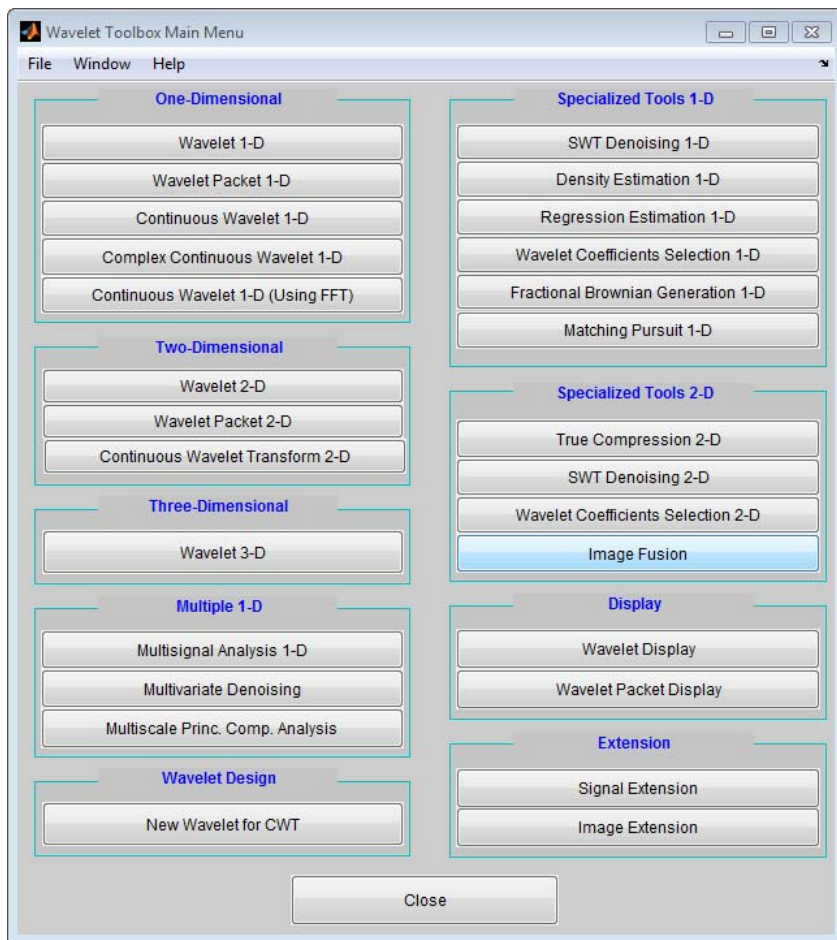 Wavelet Toolbox Main Menu
File Window Help
One-Dimensional
Wavelet 1-D
Wavelet Packet 1-D
Continuous Wavelet 1-D
Complex Continuous Wavelet 1-D
Continuous Wavelet 1-D (Using FFT)
Two-Dimensional
Wavelet 2-D
Wavelet Packet 2-D
Continuous Wavelet Transform 2-D
Three-Dimensional
Wavelet 3-D
Multiple 1-D
Multisignal Analysis 1-D
Multivariate Denoising
Multiscale Princ. Comp. Analysis
Wavelet Design
New Wavelet for CWT
Specialized Tools 1-D
SWT Denoising 1-D
Density Estimation 1-D
Regression Estimation 1-D
Wavelet Coefficients Selection 1-D
Fractional Brownian Generation 1-D
Matching Pursuit 1-D
Specialized Tools 2-D
True Compression 2-D
SWT Denoising 2-D
Wavelet Coefficients Selection 2-D
Image Fusion
Display
Wavelet Display
Wavelet Packet Display
Extension
Signal Extension
Image Extension
Close